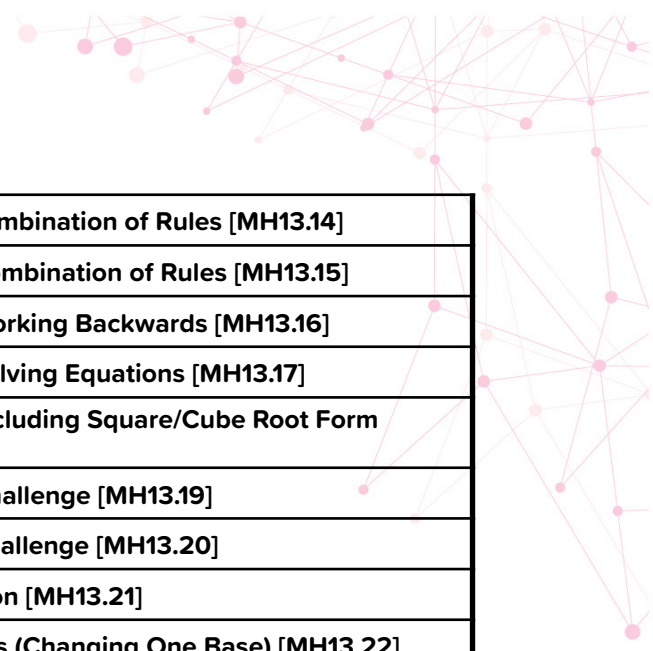 mbination of Rules [MH13.14]
mbination of Rules [MH13.15]
orking Backwards [MH13.16]
lving Equations [MH13.17]
cluding Square/Cube Root Form
allenge [MH13.19]
allenge [MH13.20]
on [MH13.21]
s (Changing One Base) [MH13.22]